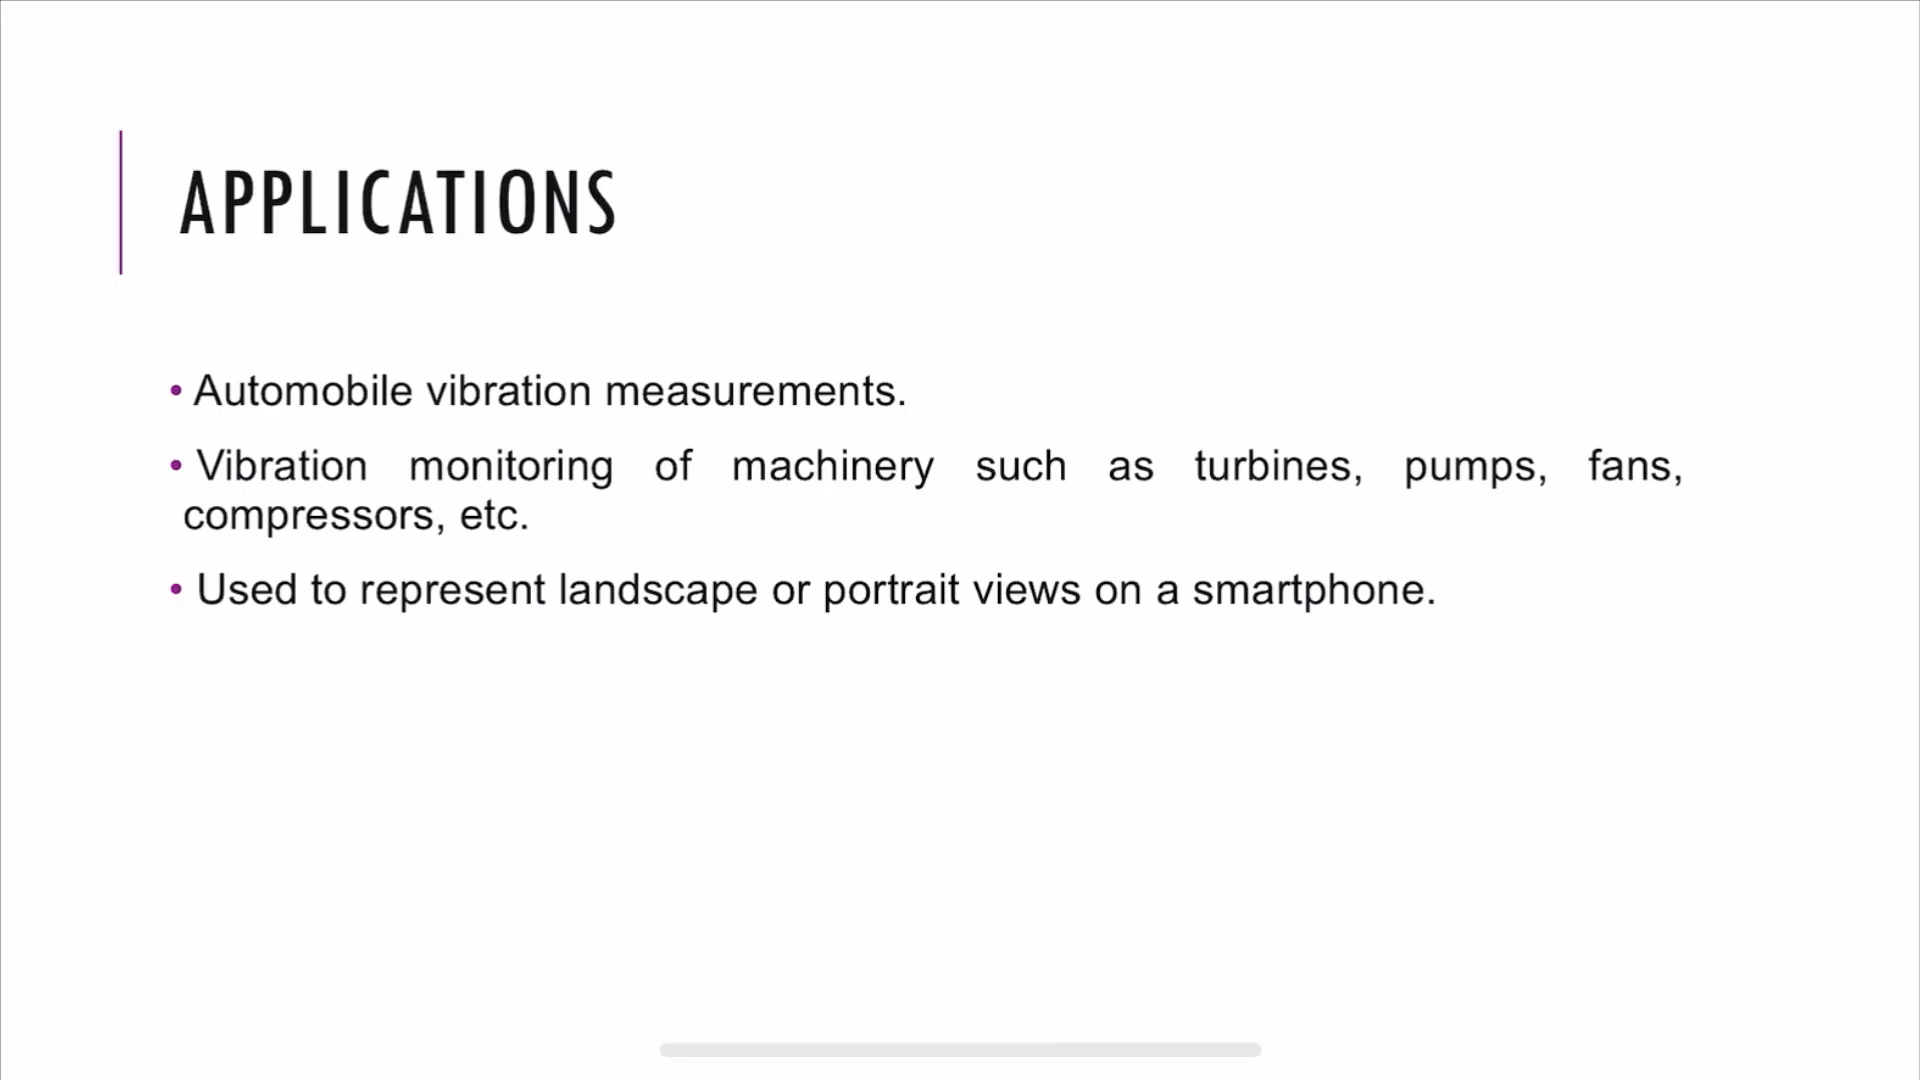 APPLICATIONS
• Automobile vibration measurements.
• Vibration monitoring of machinery such as turbines, pumps, fans,
compressors, etc.
• Used to represent landscape or portrait views on a smartphone.